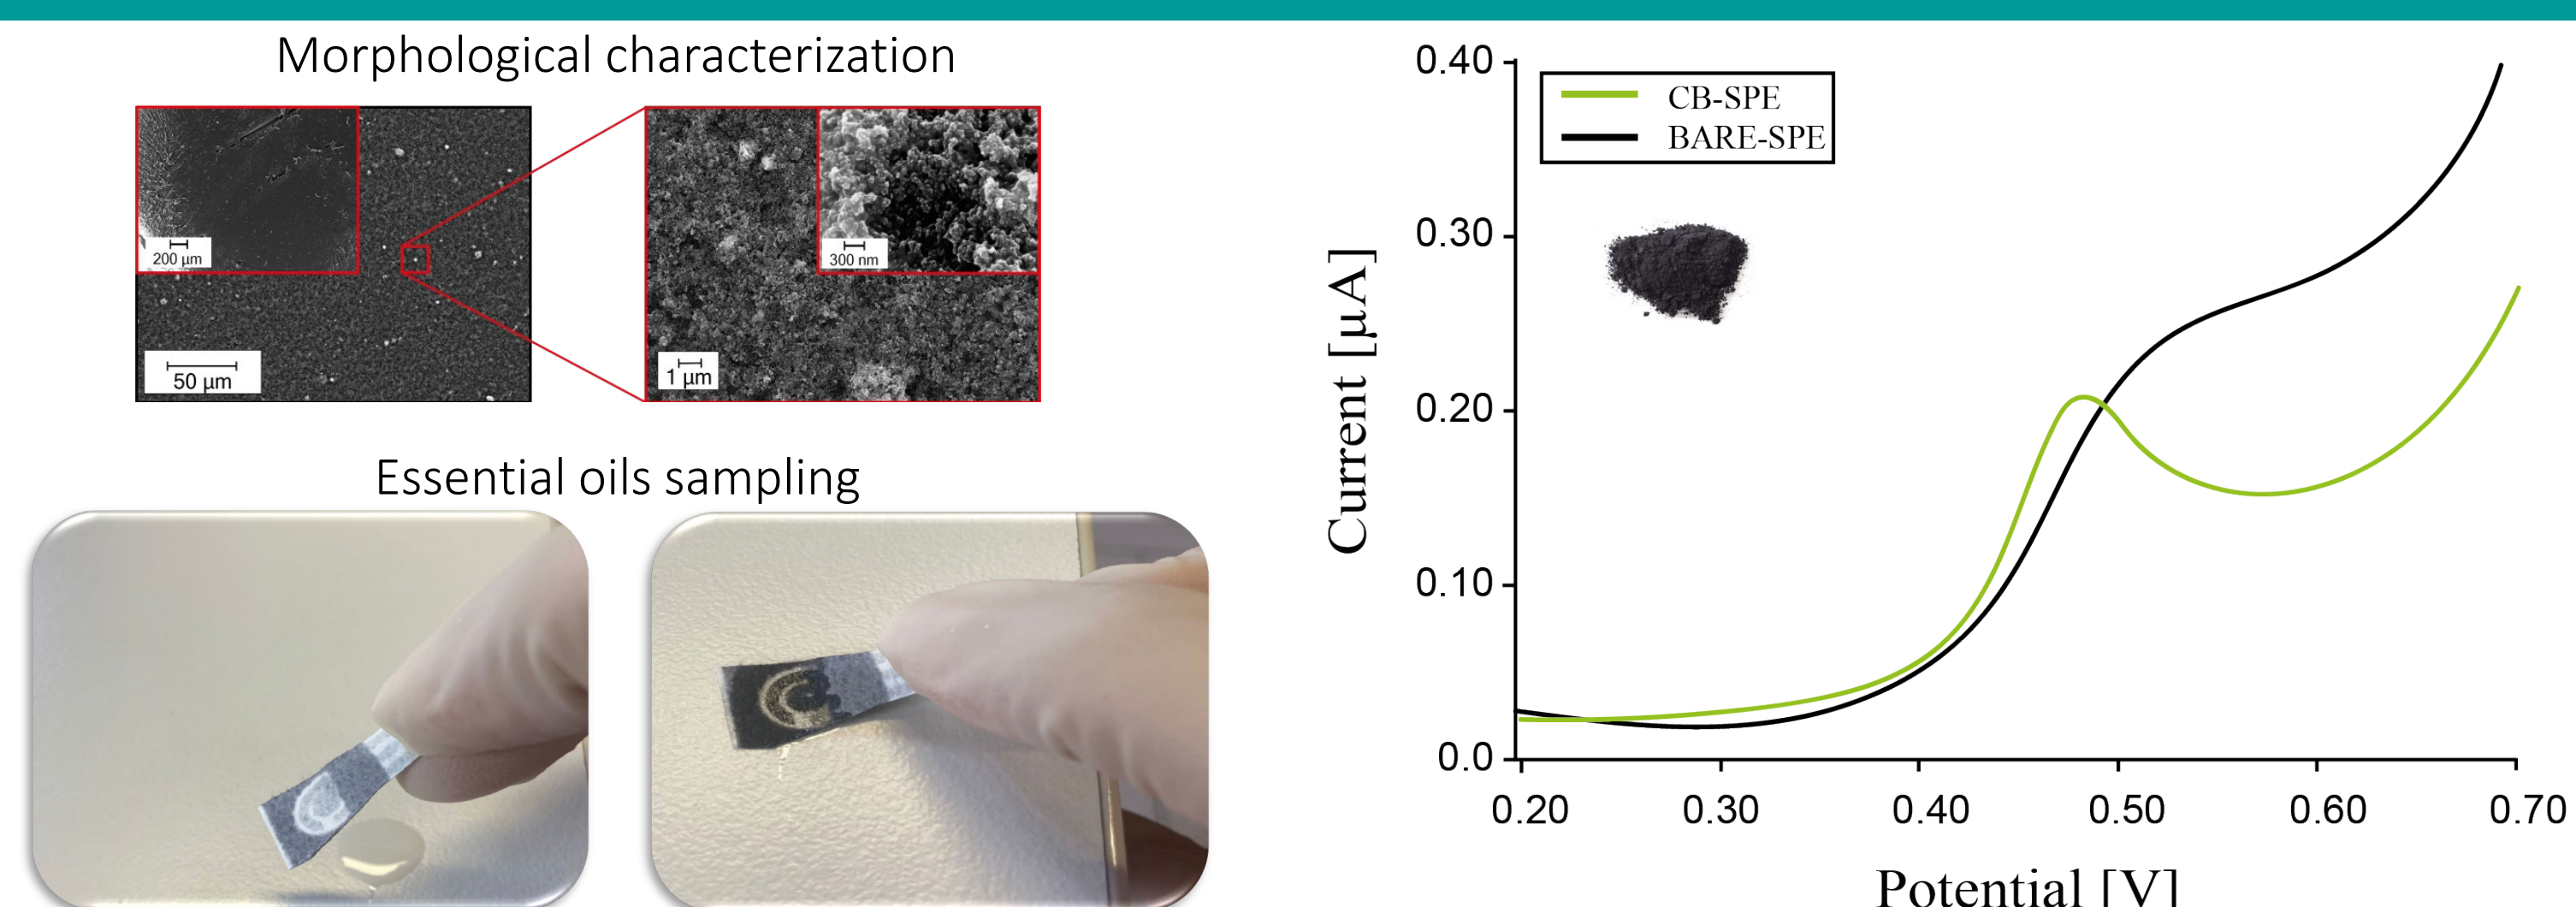 Morphological characterization
200 µm
50 µm
300 nm
1 µm
Essential oils sampling
0.40
0.30
0.20
0.10
0.0
CB-SPE
BARE-SPE
Current [µA]
0.20 0.30 0.40 0.50 0.60 0.70
Potential [V]